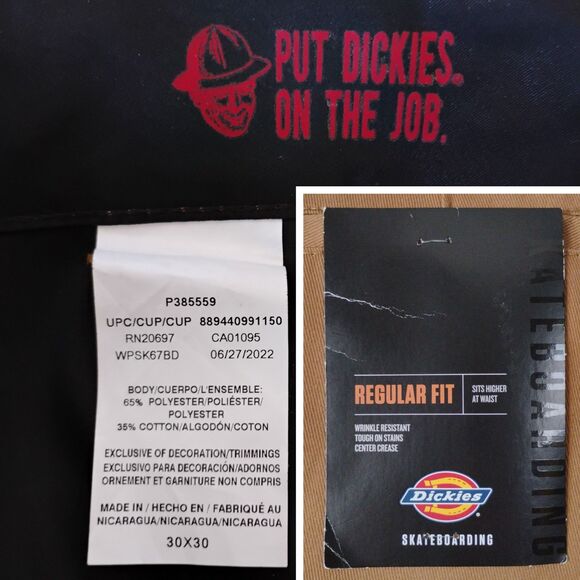 PUT DICKIES.
ON THE JOB.
P385559
UPC/CUP/CUP 889440991150
RN20697 CA01095
WPSK67BD 06/27/2022
BODY/CUERPO/L'ENSEMBLE:
65% POLYESTER/POLIÉSTER/
POLYESTER
35% COTTON/ALGODÓN/COTON
EXCLUSIVE OF DECORATION/TRIMMINGS
EXCLUSIVO PARA DECORACIÓN/ADORNOS
ORNEMENT ET GARNITURE NON COMPRIS
MADE IN / HECHO EN / FABRIQUÉ AU
NICARAGUA/NICARAGUA/NICARAGUA
30X30
REGULAR FIT
SITS HIGHER
AT WAIST
WRINKLE RESISTANT
TOUGH ON STAINS
CENTER CREASE
Dickies
SKATEBOARDING
SKATEBOARDING